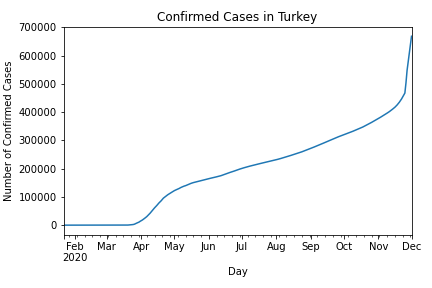 Confirmed Cases in Turkey
700000
600000
500000
400000
300000
200000
100000
0
Number of Confirmed Cases
Feb Mar Apr May Jun Jul Aug Sep Oct Nov Dec
2020
Day